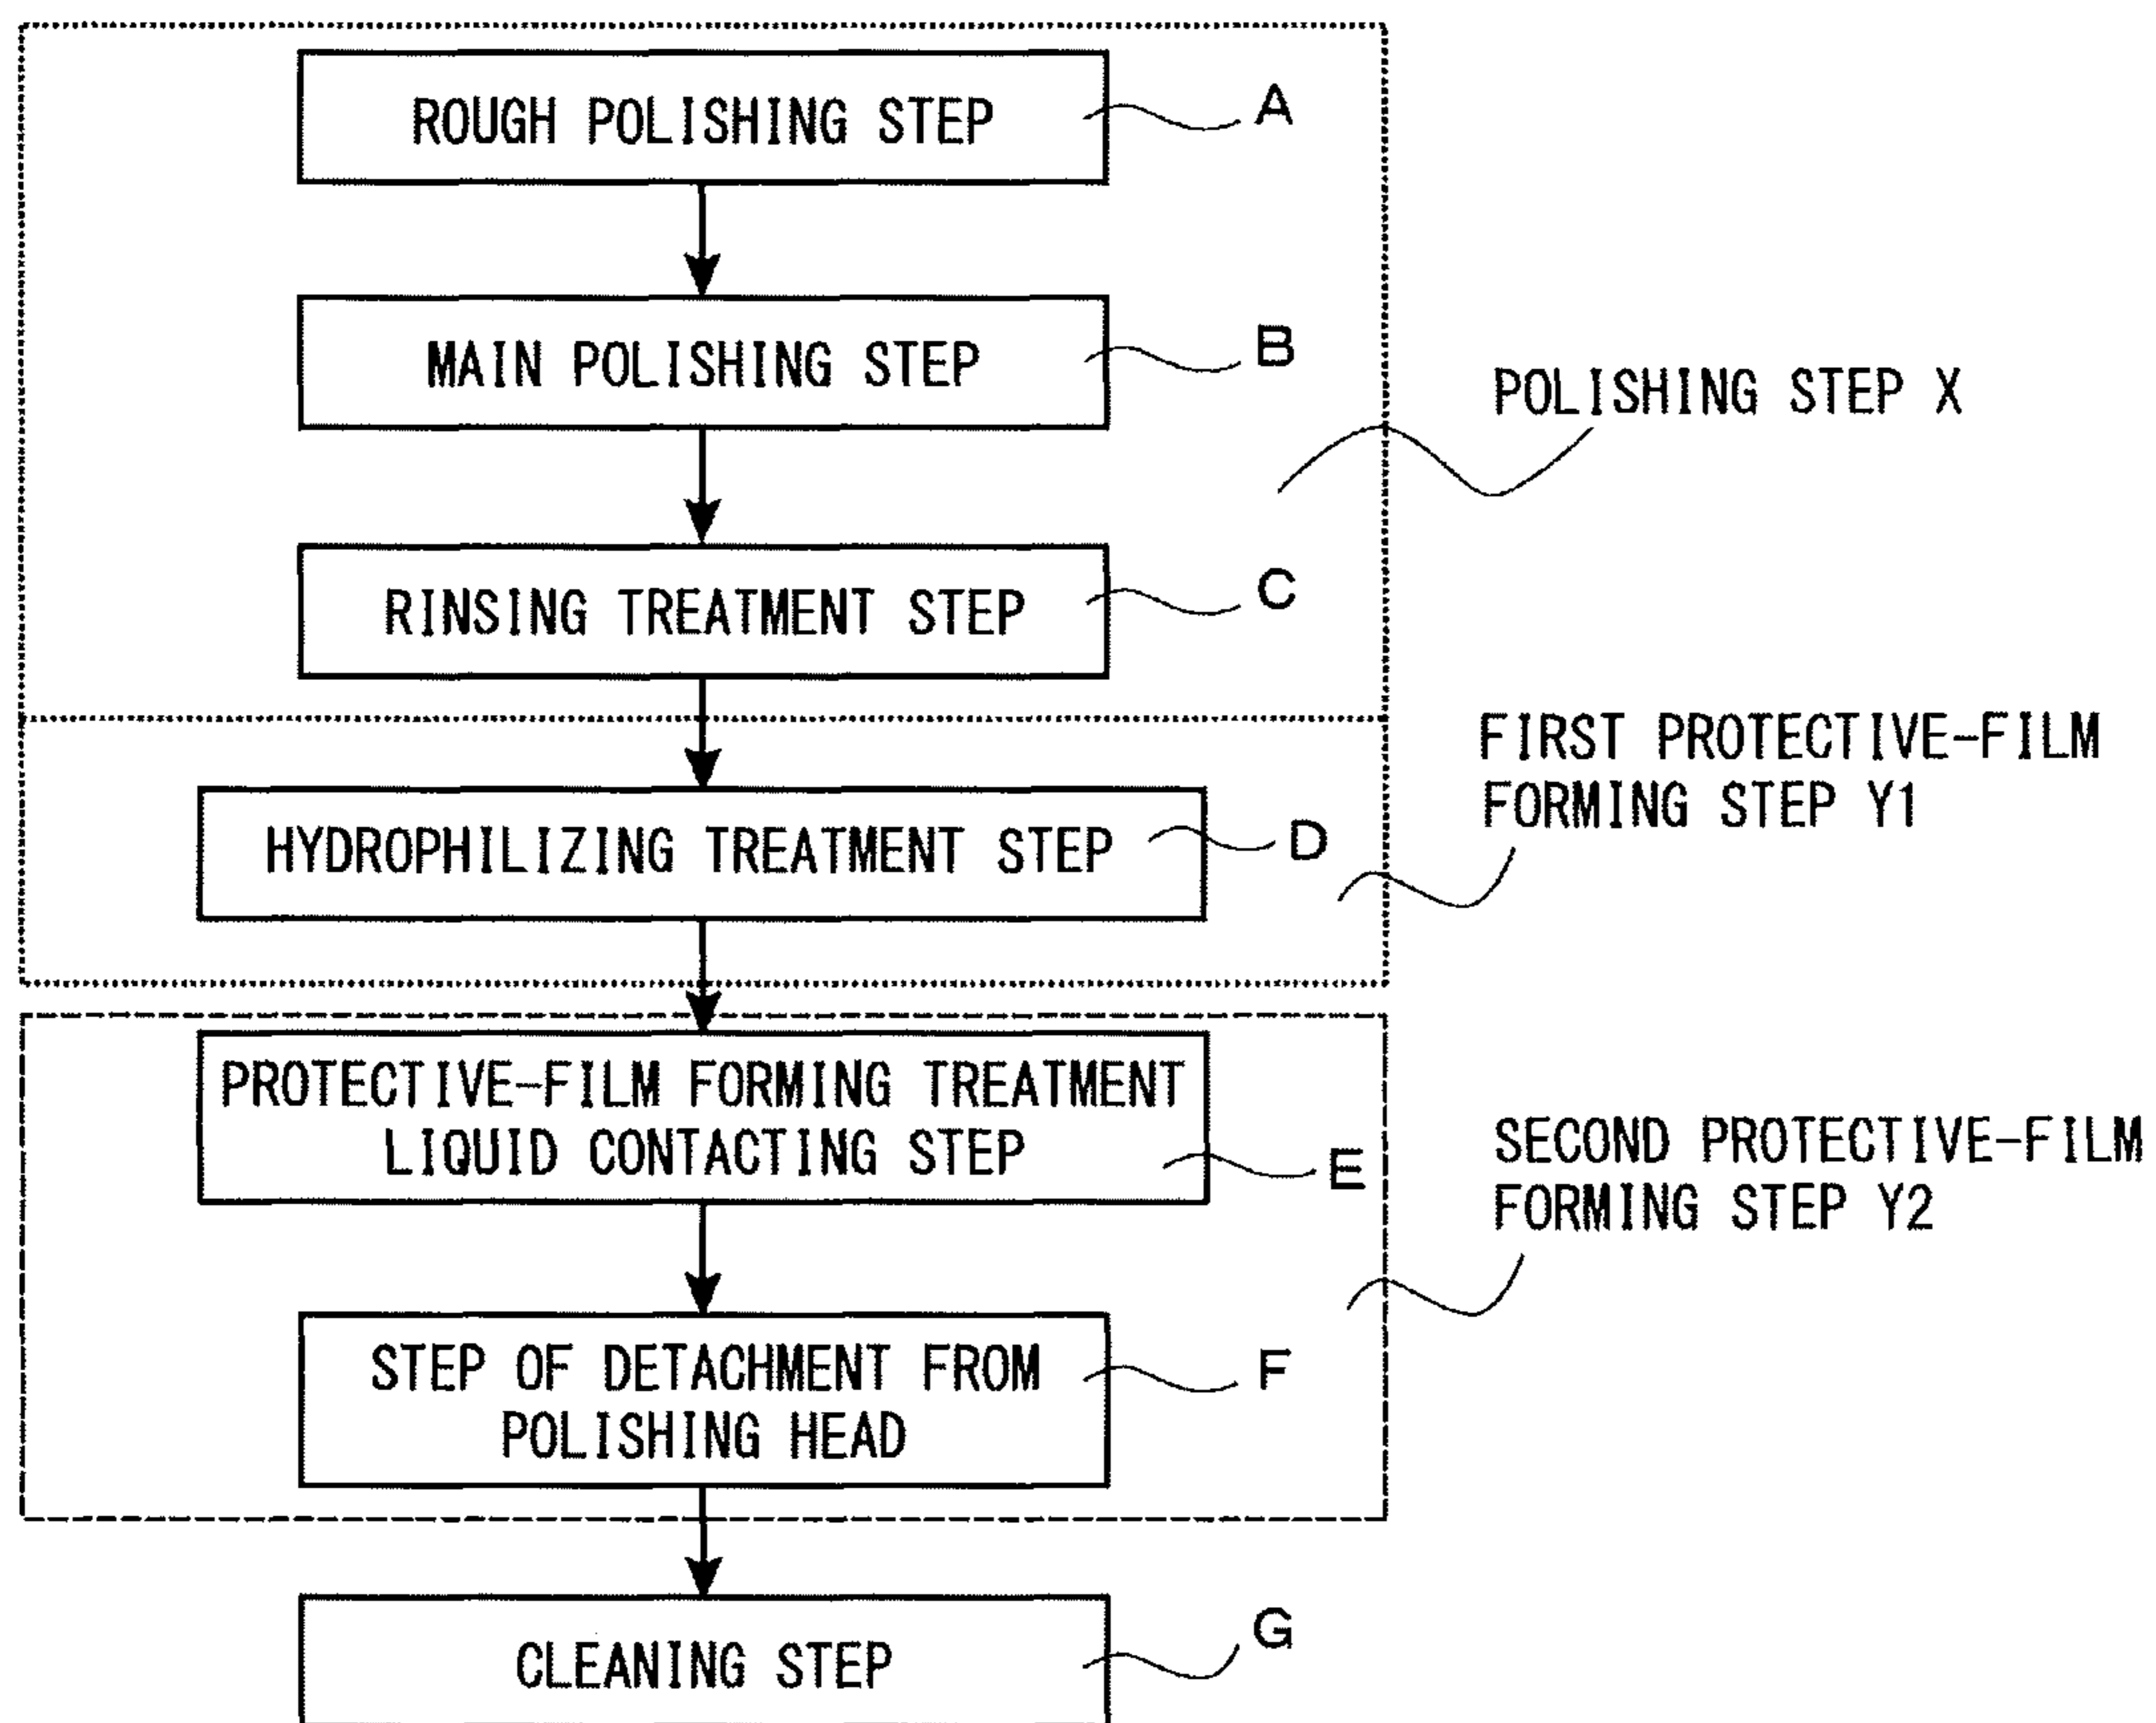 ROUGH POLISHING STEP
A
MAIN POLISHING STEP
B
POLISHING STEP X
RINSING TREATMENT STEP
C
FIRST PROTECTIVE-FILM
FORMING STEP Y1
HYDROPHILIZING TREATMENT STEP
D
PROTECTIVE-FILM FORMING TREATMENT
LIQUID CONTACTING STEP
E
SECOND PROTECTIVE-FILM
FORMING STEP Y2
STEP OF DETACHMENT FROM
POLISHING HEAD
F
CLEANING STEP
G